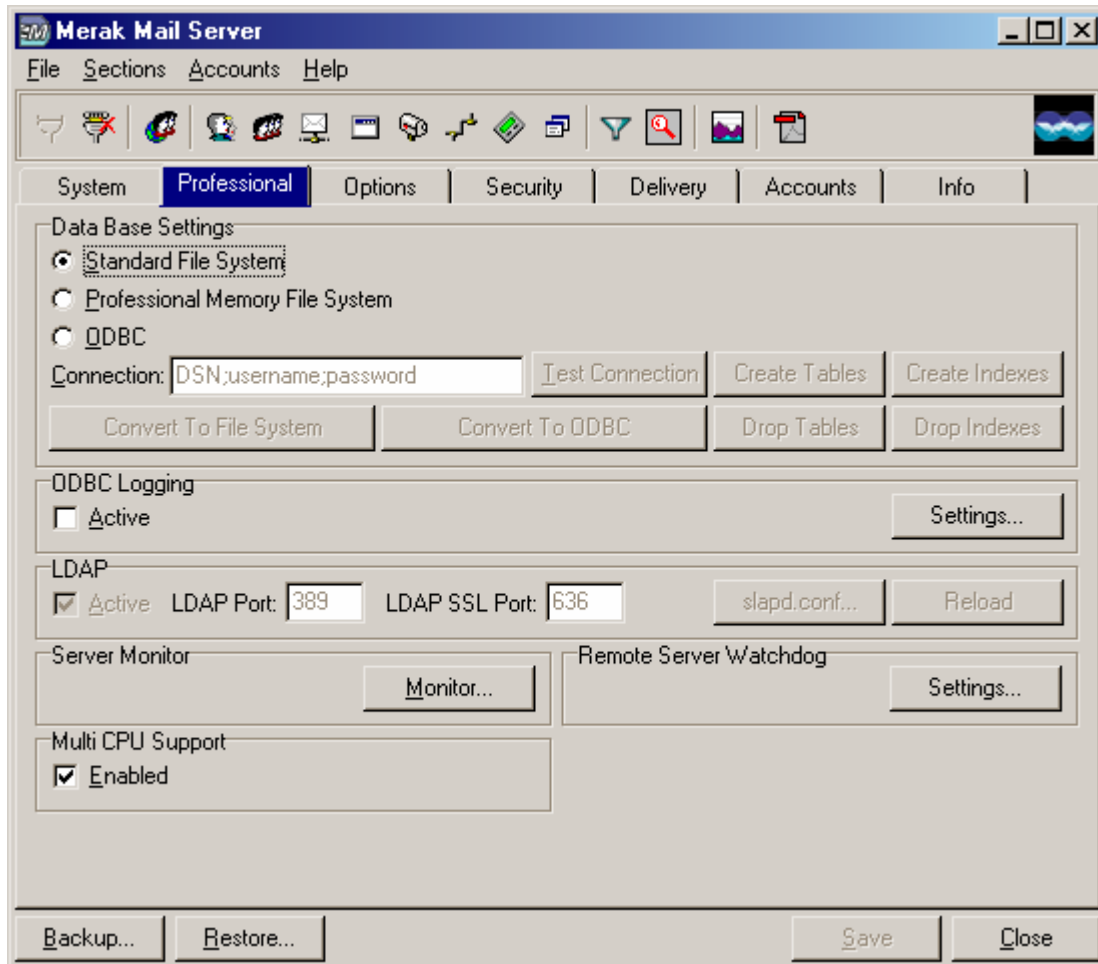 Merak Mail Server
File Sections Accounts Help
System Professional Options Security Delivery Accounts Info
Data Base Settings
Standard File System
Professional Memory File System
ODBC
Connection: DSN;username;password Test Connection Create Tables Create Indexes
Convert To File System Convert To ODBC Drop Tables Drop Indexes
ODBC Logging
Active Settings...
LDAP
Active LDAP Port: 389 LDAP SSL Port: 636 slapd.conf... Reload
Server Monitor Remote Server Watchdog
Monitor... Settings...
Multi CPU Support
Enabled
Backup... Restore... Save Close